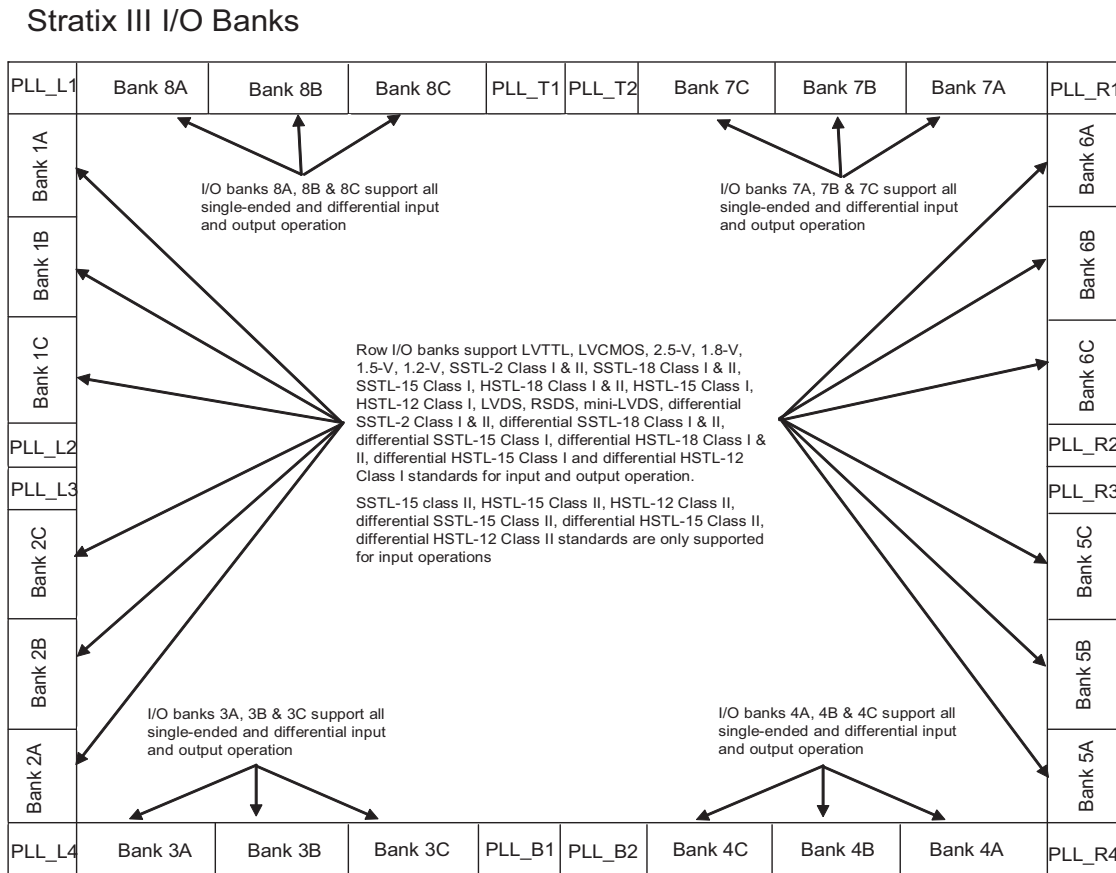 Stratix III I/O Banks
PLL_L1
Bank 8A
Bank 8B
Bank 8C
PLL_T1
PLL_T2
Bank 7C
Bank 7B
Bank 7A
PLL_R1
Bank 1A
Bank 1B
Bank 1C
PLL_L2
PLL_L3
Bank 2C
Bank 2B
Bank 2A
I/O banks 8A, 8B & 8C support all
single-ended and differential input
and output operation
I/O banks 7A, 7B & 7C support all
single-ended and differential input
and output operation
Row I/O banks support LVTTL, LVCMOS, 2.5-V, 1.8-V,
1.5-V, 1.2-V, SSTL-2 Class I & II, SSTL-18 Class I & II,
SSTL-15 Class I, HSTL-18 Class I & II, HSTL-15 Class I,
HSTL-12 Class I, LVDS, RSDS, mini-LVDS, differential
SSTL-2 Class I & II, differential SSTL-18 Class I & II,
differential SSTL-15 Class I, differential HSTL-18 Class I &
II, differential HSTL-15 Class I and differential HSTL-12
Class I standards for input and output operation.
SSTL-15 class II, HSTL-15 Class II, HSTL-12 Class II,
differential SSTL-15 Class II, differential HSTL-15 Class II,
differential HSTL-12 Class II standards are only supported
for input operations
I/O banks 3A, 3B & 3C support all
single-ended and differential input
and output operation
I/O banks 4A, 4B & 4C support all
single-ended and differential input
and output operation
Bank 6A
Bank 6B
Bank 6C
PLL_R2
PLL_R3
Bank 5C
Bank 5B
Bank 5A
PLL_L4
Bank 3A
Bank 3B
Bank 3C
PLL_B1
PLL_B2
Bank 4C
Bank 4B
Bank 4A
PLL_R4